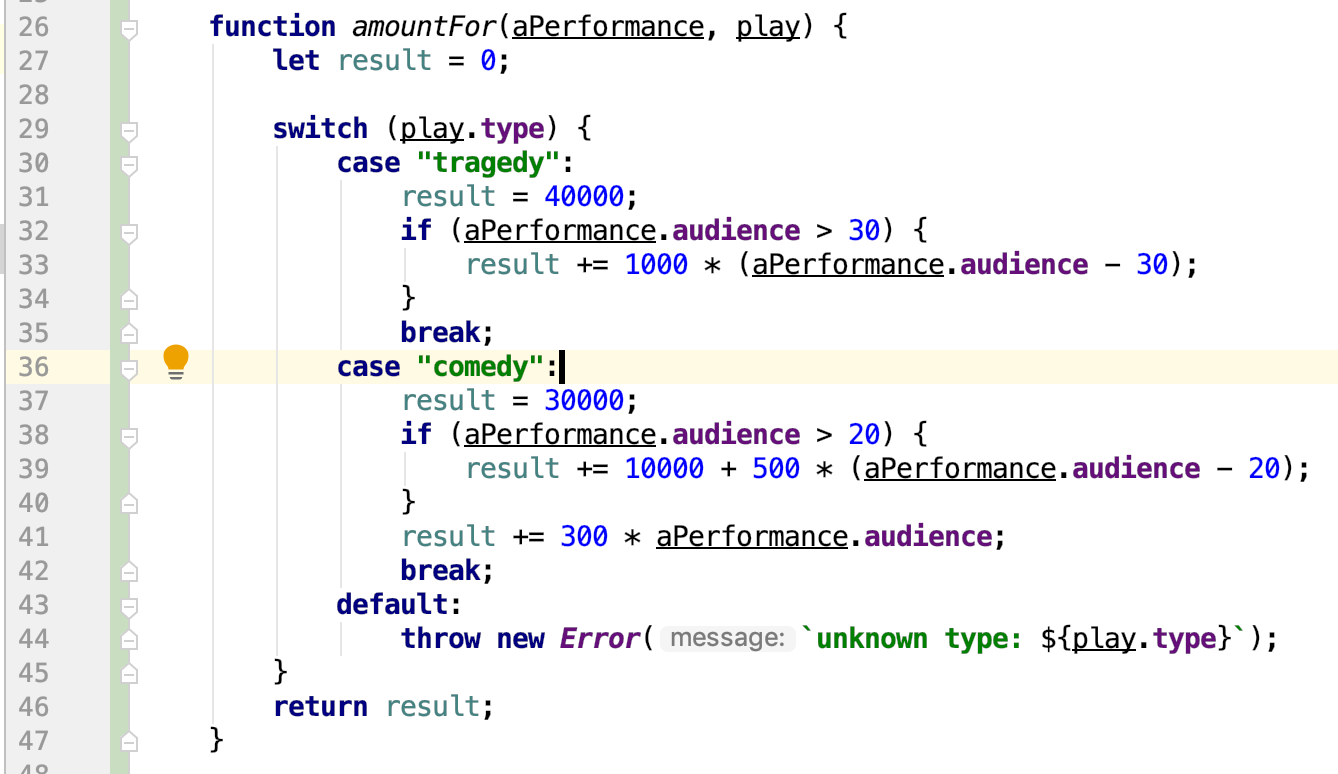 26 function amountFor(aPerformance, play) {
27 let result = 0;
28
29 switch (play.type) {
30 case "tragedy":
31 result = 40000;
32 if (aPerformance.audience > 30) {
33 result += 1000 * (aPerformance.audience - 30);
34 }
35 break;
36 case "comedy":
37 result = 30000;
38 if (aPerformance.audience > 20) {
39 result += 10000 + 500 * (aPerformance.audience - 20);
40 }
41 result += 300 * aPerformance.audience;
42 break;
43 default:
44 throw new Error( message: `unknown type: ${play.type}`);
45 }
46 return result;
47 }